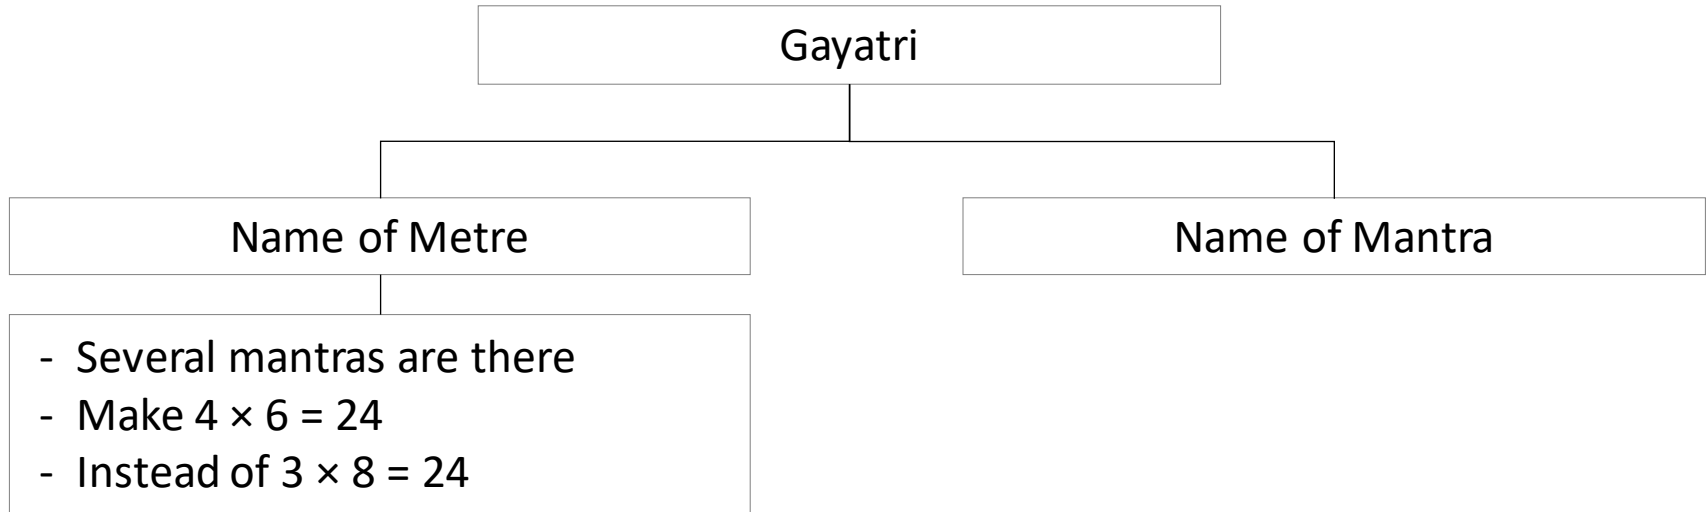 Gayatri
Name of Metre
Name of Mantra
- Several mantras are there
- Make 4 × 6 = 24
- Instead of 3 × 8 = 24